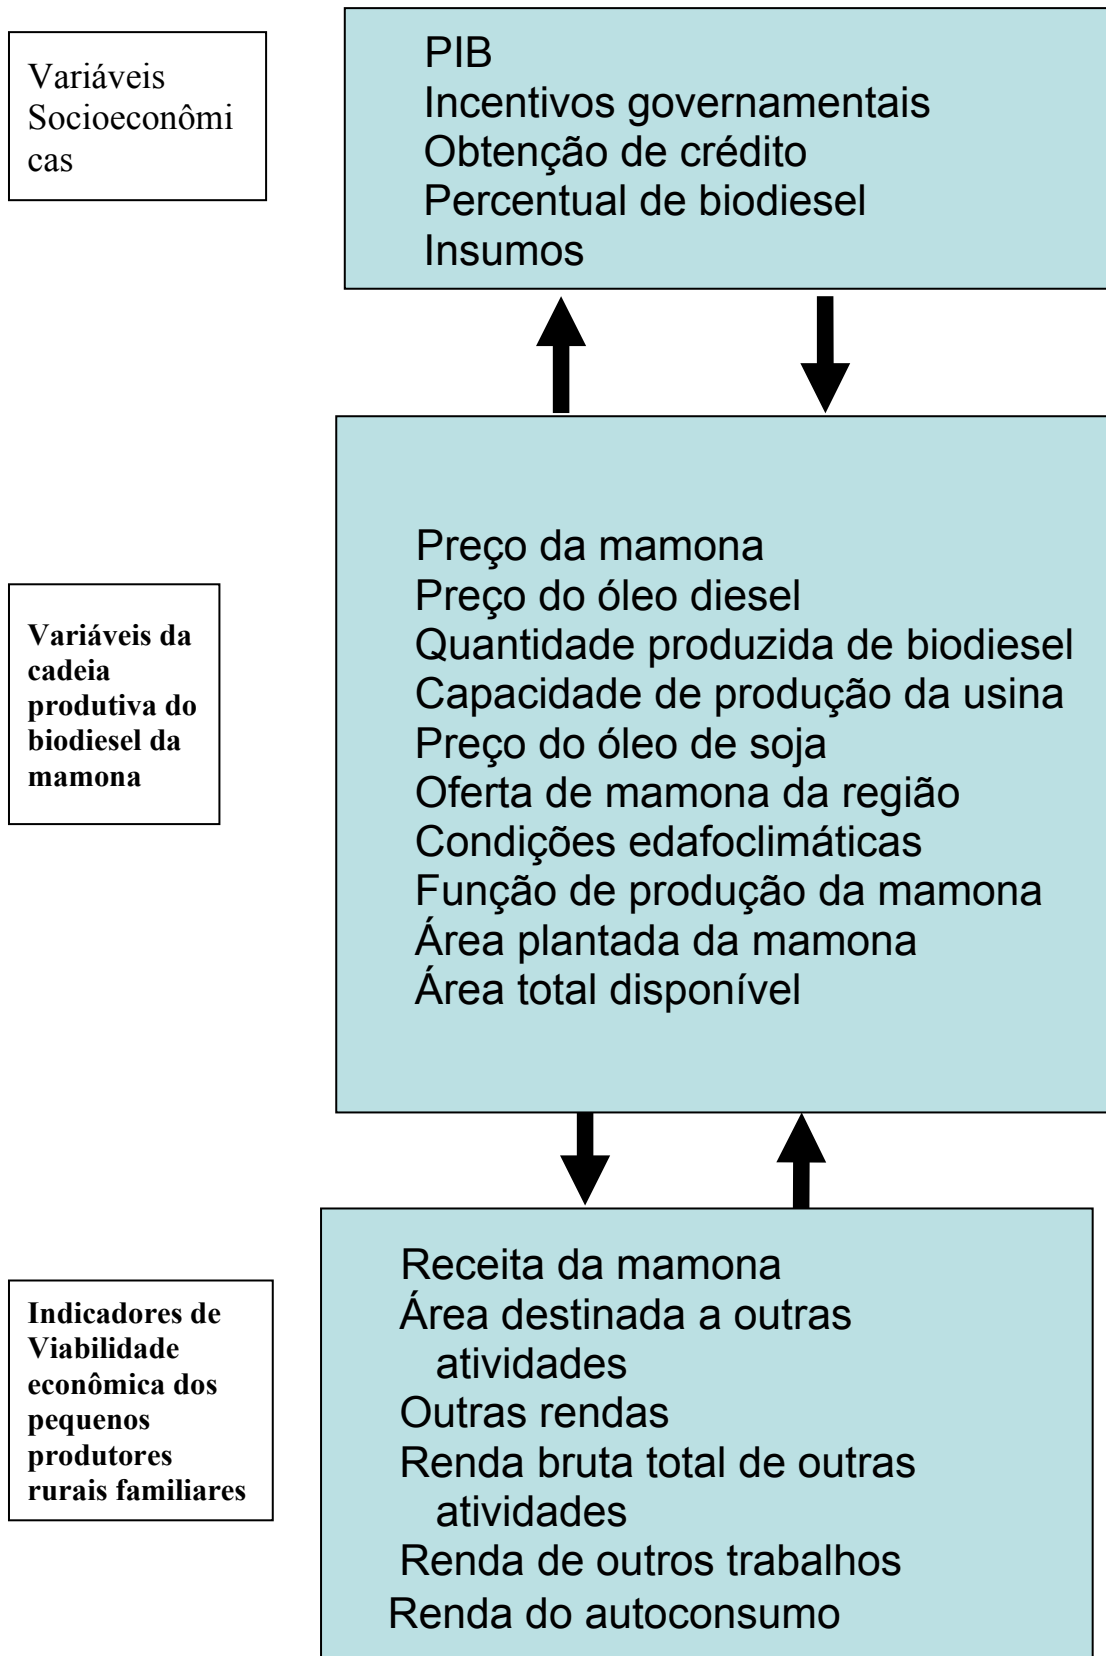 Variáveis
Socioeconômi
cas
PIB
Incentivos governamentais
Obtenção de crédito
Percentual de biodiesel
Insumos
Variáveis da
cadeia
produtiva do
biodiesel da
mamona
Preço da mamona
Preço do óleo diesel
Quantidade produzida de biodiesel
Capacidade de produção da usina
Preço do óleo de soja
Oferta de mamona da região
Condições edafoclimáticas
Função de produção da mamona
Área plantada da mamona
Área total disponível
Indicadores de
Viabilidade
econômica dos
pequenos
produtores
rurais familiares
Receita da mamona
Área destinada a outras
atividades
Outras rendas
Renda bruta total de outras
atividades
Renda de outros trabalhos
Renda do autoconsumo